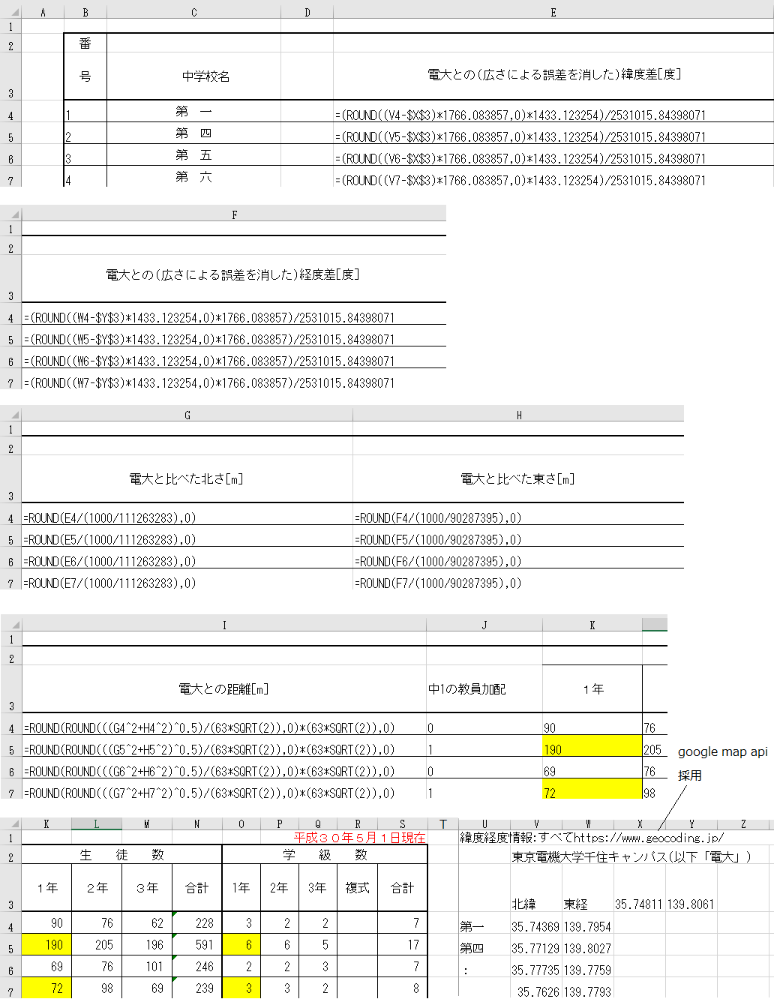 A B C D E
1
2 番
3 号 中学校名 電大との(広さによる誤差を消した)緯度差[度]
4 1 第 一 =(ROUND((V4-$X$3)*1766.083857,0)*1433.123254)/2531015.84398071
5 2 第 四 =(ROUND((V5-$X$3)*1766.083857,0)*1433.123254)/2531015.84398071
6 3 第 五 =(ROUND((V6-$X$3)*1766.083857,0)*1433.123254)/2531015.84398071
7 4 第 六 =(ROUND((V7-$X$3)*1766.083857,0)*1433.123254)/2531015.84398071
F
1
2
3 電大との(広さによる誤差を消した)経度差[度]
4 =(ROUND((W4-$Y$3)*1433.123254,0)*1766.083857)/2531015.84398071
5 =(ROUND((W5-$Y$3)*1433.123254,0)*1766.083857)/2531015.84398071
6 =(ROUND((W6-$Y$3)*1433.123254,0)*1766.083857)/2531015.84398071
7 =(ROUND((W7-$Y$3)*1433.123254,0)*1766.083857)/2531015.84398071
G H
1
2
3 電大と比べた北さ[m] 電大と比べた東さ[m]
4 =ROUND(E4/(1000/111263283),0) =ROUND(F4/(1000/90287395),0)
5 =ROUND(E5/(1000/111263283),0) =ROUND(F5/(1000/90287395),0)
6 =ROUND(E6/(1000/111263283),0) =ROUND(F6/(1000/90287395),0)
7 =ROUND(E7/(1000/111263283),0) =ROUND(F7/(1000/90287395),0)
I J K
1
2
3 電大との距離[m] 中1の教員加配 1年
4 =ROUND(ROUND(((G4^2+H4^2)^0.5)/(63*SQRT(2)),0)*(63*SQRT(2)),0) 0 90 76
5 =ROUND(ROUND(((G5^2+H5^2)^0.5)/(63*SQRT(2)),0)*(63*SQRT(2)),0) 1 190 205
6 =ROUND(ROUND(((G6^2+H6^2)^0.5)/(63*SQRT(2)),0)*(63*SQRT(2)),0) 0 69 76
7 =ROUND(ROUND(((G7^2+H7^2)^0.5)/(63*SQRT(2)),0)*(63*SQRT(2)),0) 1 72 98
google map api
採用
K L M N O P Q R S T U V W X Y Z
1 平成30年5月1日現在 緯度経度情報:すべてhttps://www.geocoding.jp/
2 生 徒 数 学 級 数 東京電機大学千住キャンパス(以下「電大」)
3 1年 2年 3年 合計 1年 2年 3年 複式 合計 北緯 東経 35.74811 139.8061
4 90 76 62 228 3 2 2 7 第一 35.74369 139.7954
5 190 205 196 591 6 6 5 17 第四 35.77129 139.8027
6 69 76 101 246 2 2 3 7 : 35.77735 139.7759
7 72 98 69 239 3 3 2 8 35.7626 139.7793